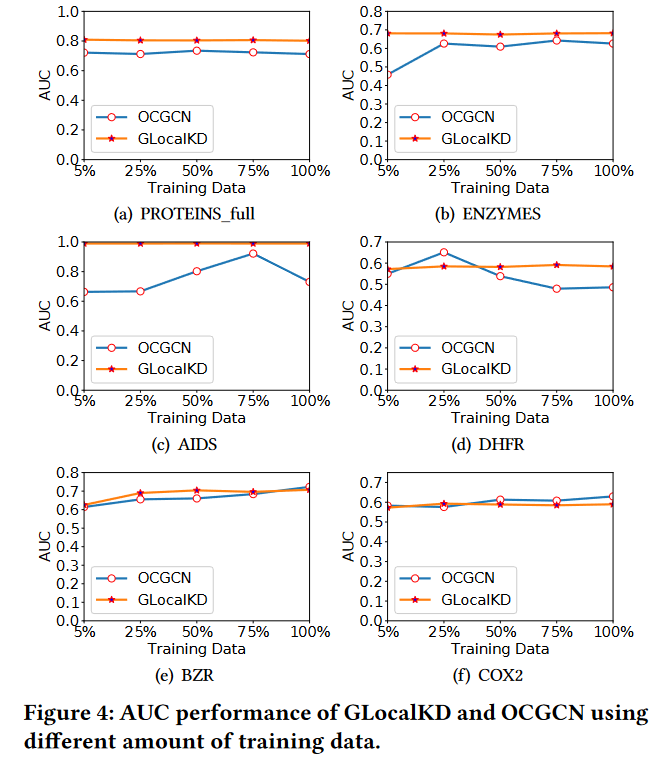 1.0
0.8
0.6
0.4
0.2
0.0
AUC
OCGCN
GLocalKD
5% 25% 50% 75% 100%
Training Data
(a) PROTEINS_full
0.8
0.7
0.6
0.5
0.4
0.3
0.2
0.1
0.0
AUC
OCGCN
GLocalKD
5% 25% 50% 75% 100%
Training Data
(b) ENZYMES
1.0
0.8
0.6
0.4
0.2
0.0
AUC
OCGCN
GLocalKD
5% 25% 50% 75% 100%
Training Data
(c) AIDS
0.7
0.6
0.5
0.4
0.3
0.2
0.1
0.0
AUC
OCGCN
GLocalKD
5% 25% 50% 75% 100%
Training Data
(d) DHFR
0.8
0.7
0.6
0.5
0.4
0.3
0.2
0.1
0.0
AUC
OCGCN
GLocalKD
5% 25% 50% 75% 100%
Training Data
(e) BZR
0.7
0.6
0.5
0.4
0.3
0.2
0.1
0.0
AUC
OCGCN
GLocalKD
5% 25% 50% 75% 100%
Training Data
(f) COX2
Figure 4: AUC performance of GLocalKD and OCGCN using
different amount of training data.